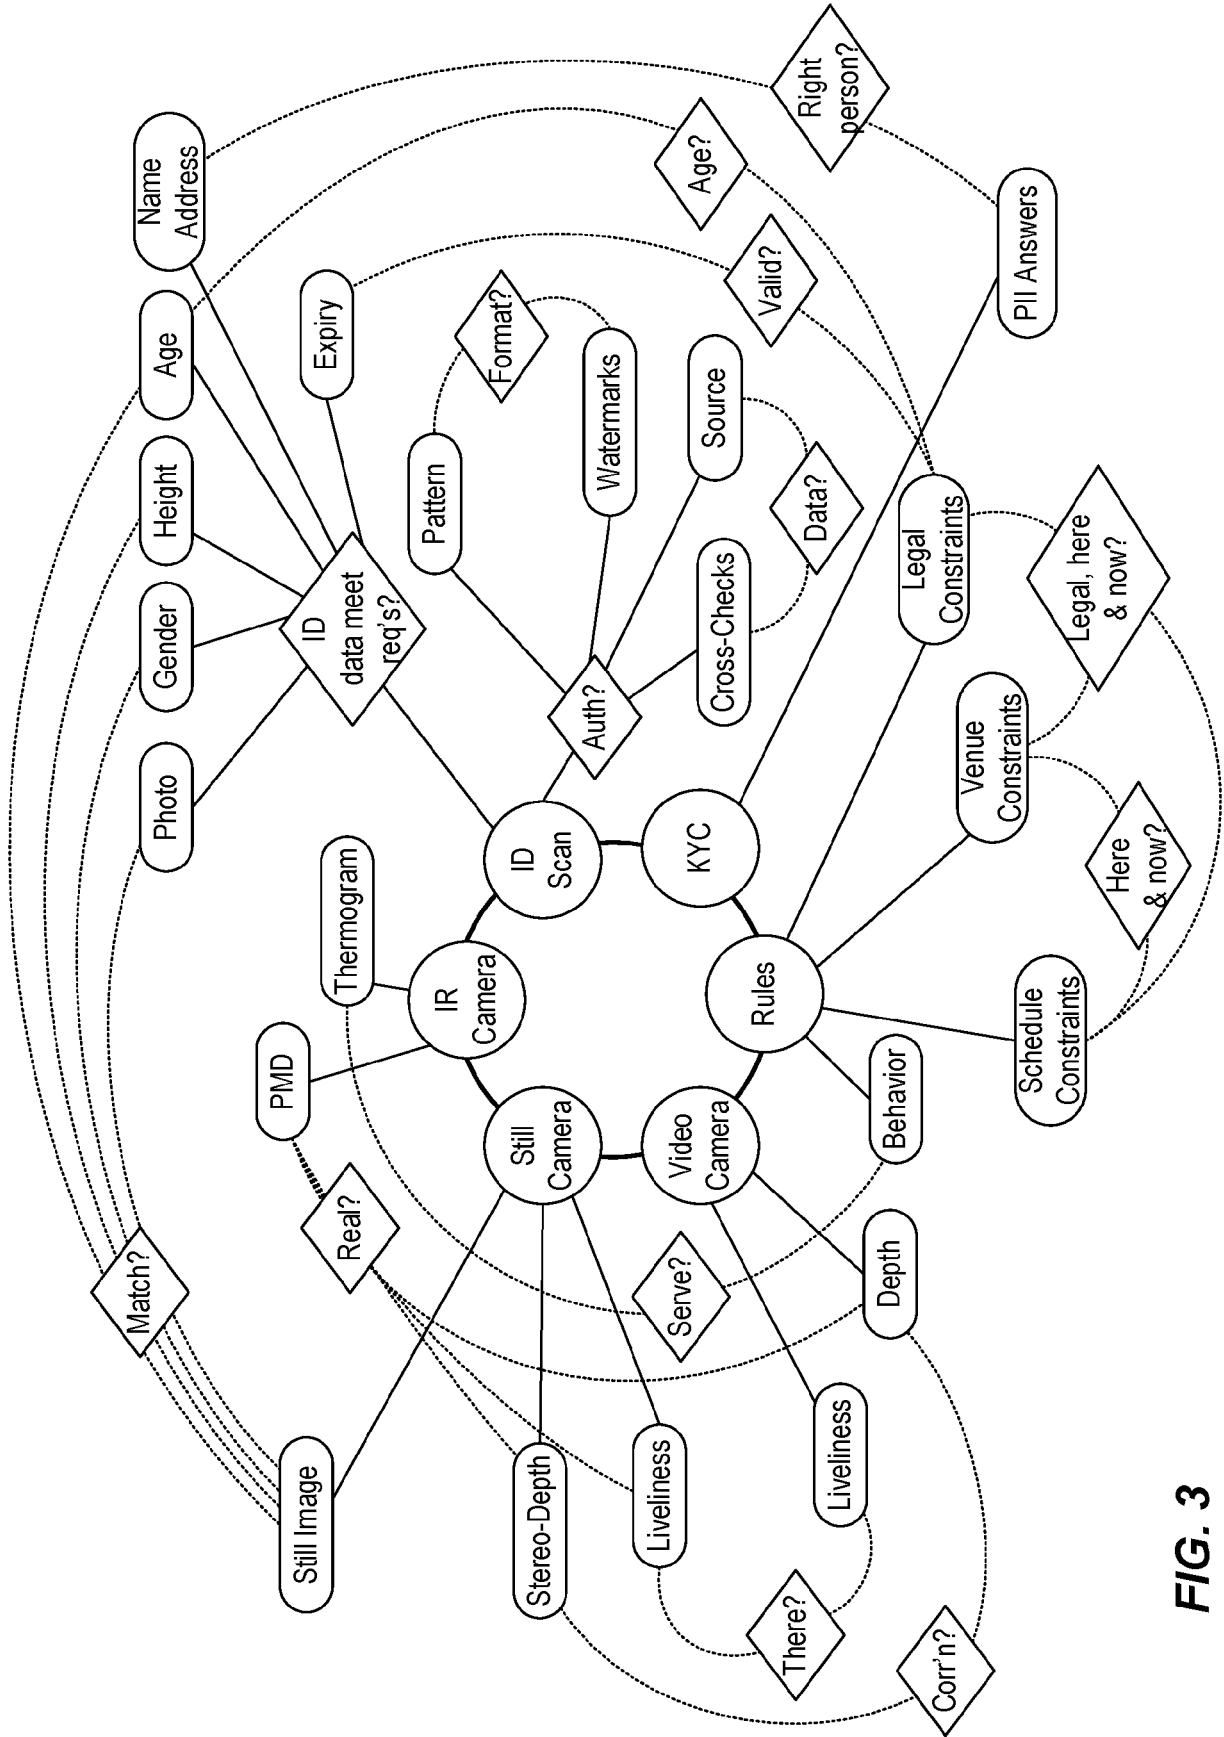 Name
Address
Age
Height
Gender
Photo
Match?
Still Image
Right
person?
Age?
Valid?
Expiry
Format?
Pattern
Watermarks
Source
Data?
Cross-Checks
ID
data meet
req's?
Auth?
PII Answers
Legal
Constraints
Legal, here
& now?
Venue
Constraints
Here
& now?
Schedule
Constraints
Thermogram
PMD
Real?
ID
Scan
KYC
IR
Camera
Rules
Still
Camera
Video
Camera
Behavior
Serve?
Depth
Stereo-Depth
Liveliness
Liveliness
There?
Corr'n?
FIG. 3